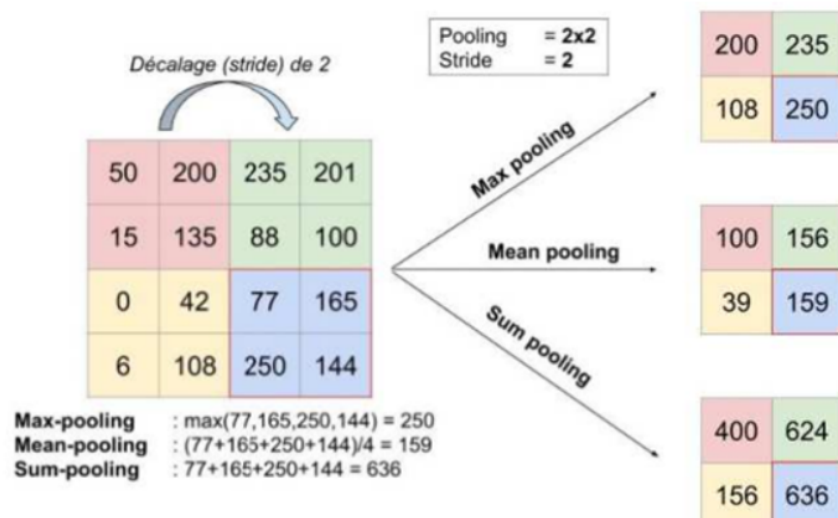 Décalage (stride) de 2
Pooling = 2x2
Stride = 2
50 200 235 201
15 135 88 100
0 42 77 165
6 108 250 144
Max pooling
Mean pooling
Sum pooling
200 235
108 250
100 156
39 159
400 624
156 636
Max-pooling : max(77,165,250,144) = 250
Mean-pooling : (77+165+250+144)/4 = 159
Sum-pooling : 77+165+250+144 = 636